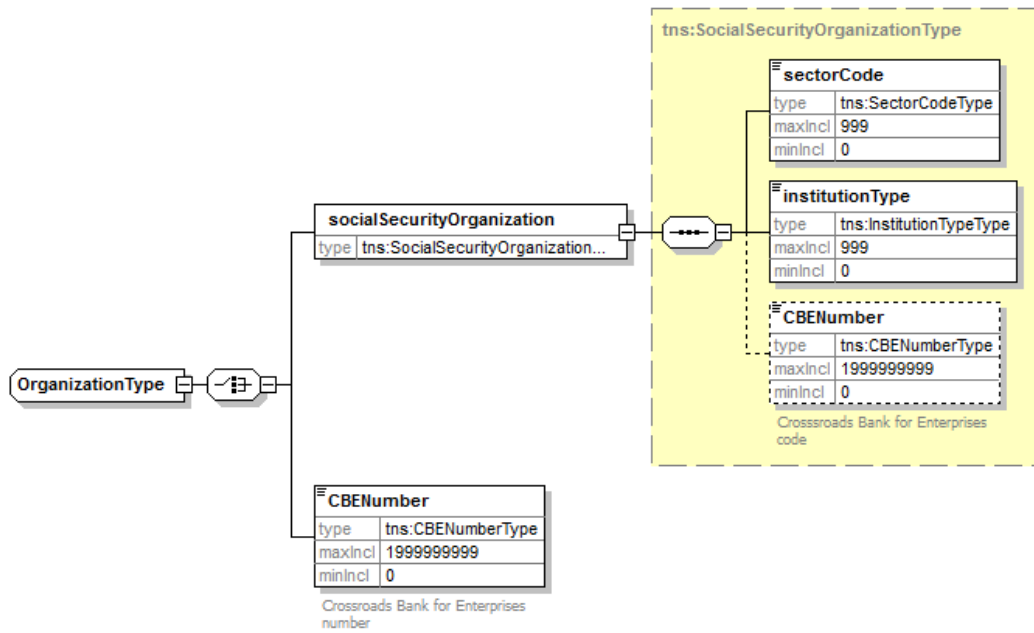 tns:SocialSecurityOrganizationType
sectorCode
type tns:SectorCodeType
maxIncl 999
minIncl 0
institutionType
type tns:InstitutionTypeType
maxIncl 999
minIncl 0
CBENumber
type tns:CBENumberType
maxIncl 1999999999
minIncl 0
Crosssroads Bank for Enterprises
code
socialSecurityOrganization
type tns:SocialSecurityOrganization...
OrganizationType
CBENumber
type tns:CBENumberType
maxIncl 1999999999
minIncl 0
Crossroads Bank for Enterprises
number